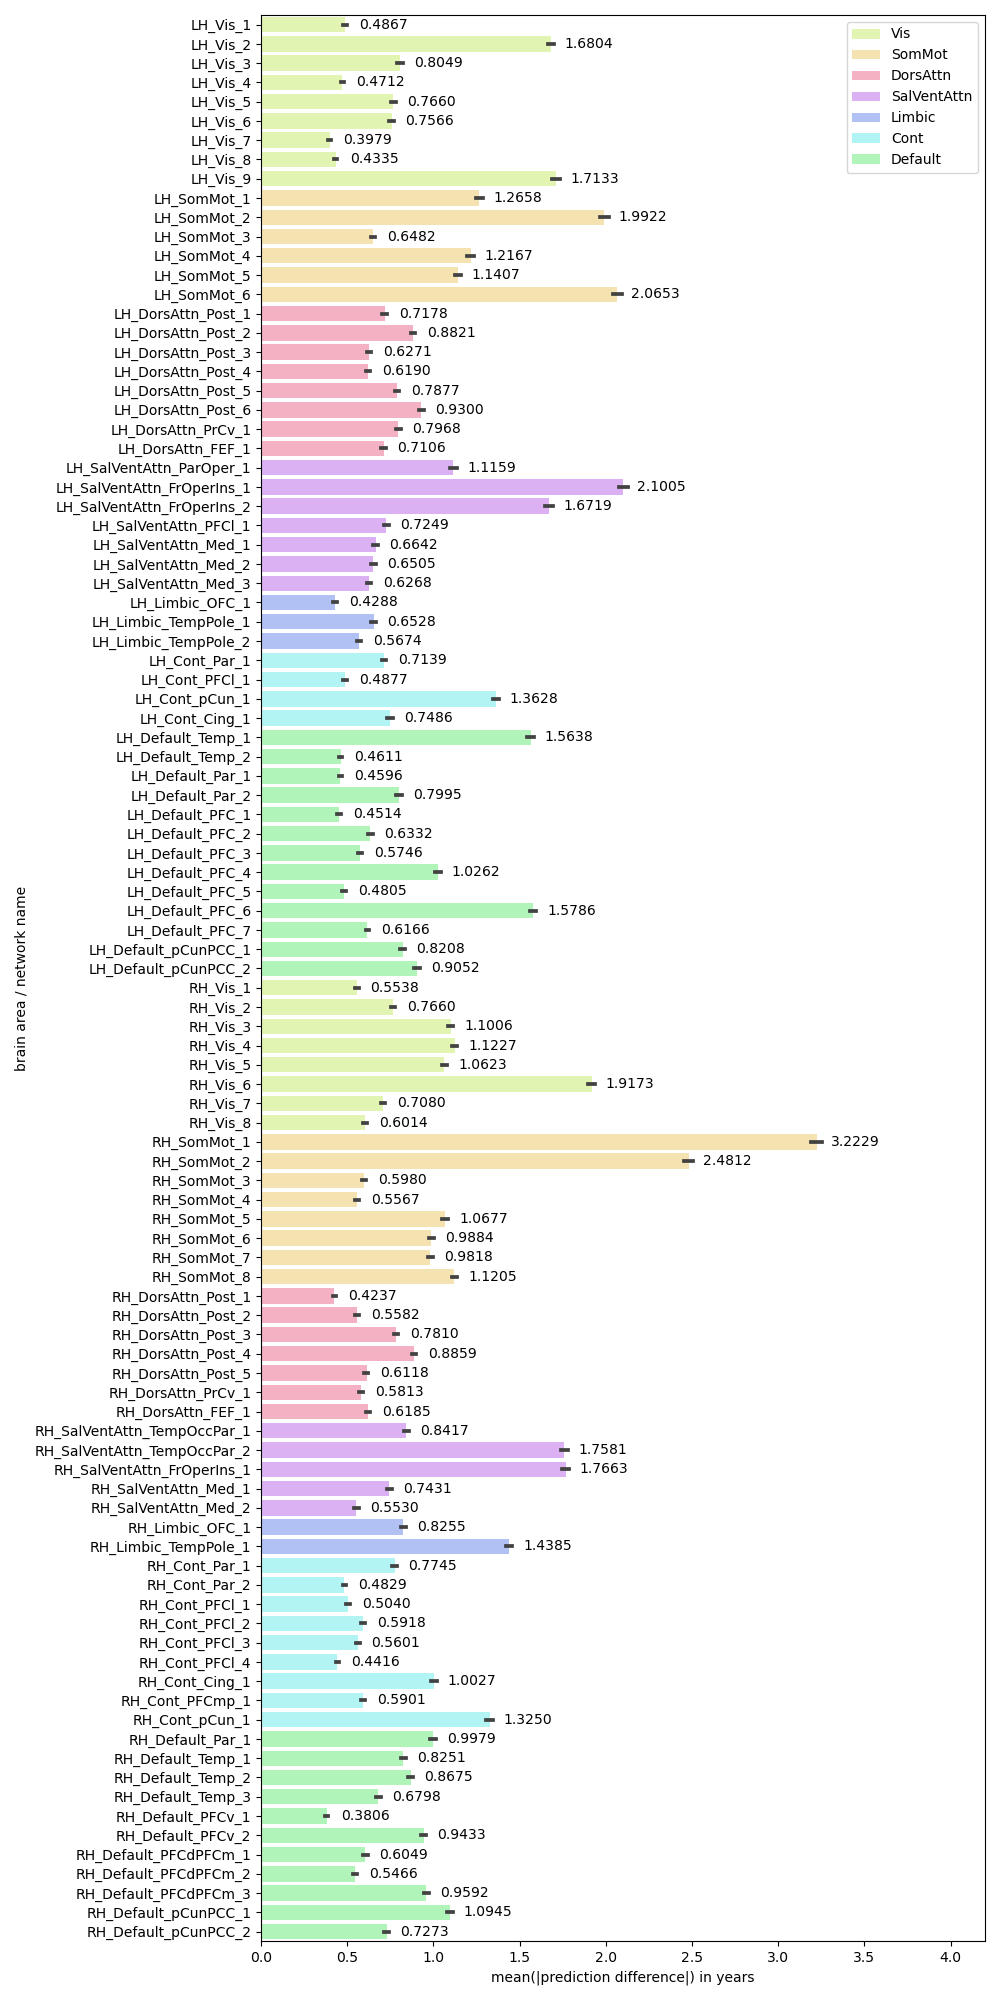 LH_Vis_1 0.4867
LH_Vis_2 1.6804
LH_Vis_3 0.8049
LH_Vis_4 0.4712
LH_Vis_5 0.7660
LH_Vis_6 0.7566
LH_Vis_7 0.3979
LH_Vis_8 0.4335
LH_Vis_9 1.7133
LH_SomMot_1 1.2658
LH_SomMot_2 1.9922
LH_SomMot_3 0.6482
LH_SomMot_4 1.2167
LH_SomMot_5 1.1407
LH_SomMot_6 2.0653
LH_DorsAttn_Post_1 0.7178
LH_DorsAttn_Post_2 0.8821
LH_DorsAttn_Post_3 0.6271
LH_DorsAttn_Post_4 0.6190
LH_DorsAttn_Post_5 0.7877
LH_DorsAttn_Post_6 0.9300
LH_DorsAttn_PrCv_1 0.7968
LH_DorsAttn_FEF_1 0.7106
LH_SalVentAttn_ParOper_1 1.1159
LH_SalVentAttn_FrOperIns_1 2.1005
LH_SalVentAttn_FrOperIns_2 1.6719
LH_SalVentAttn_PFCl_1 0.7249
LH_SalVentAttn_Med_1 0.6642
LH_SalVentAttn_Med_2 0.6505
LH_SalVentAttn_Med_3 0.6268
LH_Limbic_OFC_1 0.4288
LH_Limbic_TempPole_1 0.6528
LH_Limbic_TempPole_2 0.5674
LH_Cont_Par_1 0.7139
LH_Cont_PFCl_1 0.4877
LH_Cont_pCun_1 1.3628
LH_Cont_Cing_1 0.7486
LH_Default_Temp_1 1.5638
LH_Default_Temp_2 0.4611
LH_Default_Par_1 0.4596
LH_Default_Par_2 0.7995
LH_Default_PFC_1 0.4514
LH_Default_PFC_2 0.6332
LH_Default_PFC_3 0.5746
LH_Default_PFC_4 1.0262
LH_Default_PFC_5 0.4805
LH_Default_PFC_6 1.5786
LH_Default_PFC_7 0.6166
LH_Default_pCunPCC_1 0.8208
LH_Default_pCunPCC_2 0.9052
RH_Vis_1 0.5538
RH_Vis_2 0.7660
RH_Vis_3 1.1006
RH_Vis_4 1.1227
RH_Vis_5 1.0623
RH_Vis_6 1.9173
RH_Vis_7 0.7080
RH_Vis_8 0.6014
RH_SomMot_1 3.2229
RH_SomMot_2 2.4812
RH_SomMot_3 0.5980
RH_SomMot_4 0.5567
RH_SomMot_5 1.0677
RH_SomMot_6 0.9884
RH_SomMot_7 0.9818
RH_SomMot_8 1.1205
RH_DorsAttn_Post_1 0.4237
RH_DorsAttn_Post_2 0.5582
RH_DorsAttn_Post_3 0.7810
RH_DorsAttn_Post_4 0.8859
RH_DorsAttn_Post_5 0.6118
RH_DorsAttn_PrCv_1 0.5813
RH_DorsAttn_FEF_1 0.6185
RH_SalVentAttn_TempOccPar_1 0.8417
RH_SalVentAttn_TempOccPar_2 1.7581
RH_SalVentAttn_FrOperIns_1 1.7663
RH_SalVentAttn_Med_1 0.7431
RH_SalVentAttn_Med_2 0.5530
RH_Limbic_OFC_1 0.8255
RH_Limbic_TempPole_1 1.4385
RH_Cont_Par_1 0.7745
RH_Cont_Par_2 0.4829
RH_Cont_PFCl_1 0.5040
RH_Cont_PFCl_2 0.5918
RH_Cont_PFCl_3 0.5601
RH_Cont_PFCl_4 0.4416
RH_Cont_Cing_1 1.0027
RH_Cont_PFCmp_1 0.5901
RH_Cont_pCun_1 1.3250
RH_Default_Par_1 0.9979
RH_Default_Temp_1 0.8251
RH_Default_Temp_2 0.8675
RH_Default_Temp_3 0.6798
RH_Default_PFCv_1 0.3806
RH_Default_PFCv_2 0.9433
RH_Default_PFCdPFCm_1 0.6049
RH_Default_PFCdPFCm_2 0.5466
RH_Default_PFCdPFCm_3 0.9592
RH_Default_pCunPCC_1 1.0945
RH_Default_pCunPCC_2 0.7273
0.0 0.5 1.0 1.5 2.0 2.5 3.0 3.5 4.0
mean(|prediction difference|) in years
brain area / network name
Vis
SomMot
DorsAttn
SalVentAttn
Limbic
Cont
Default